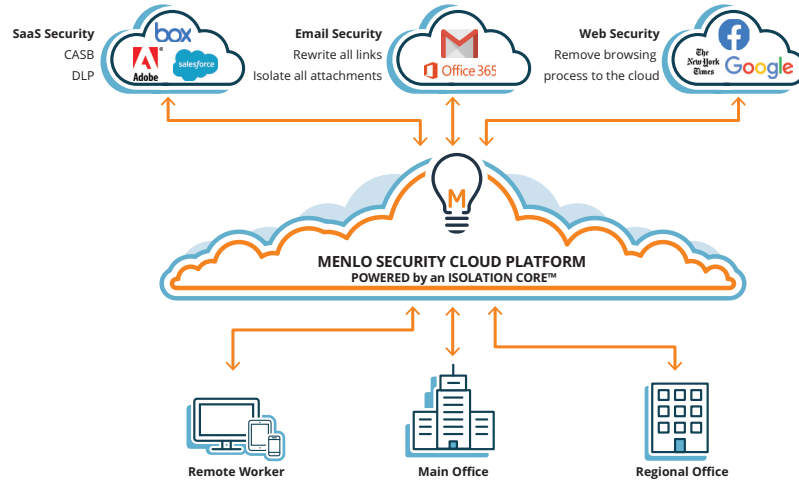 SaaS Security
CASB
DLP
box
Adobe
salesforce
Email Security
Rewrite all links
Isolate all attachments
M
Office 365
Web Security
Remove browsing
process to the cloud
f
The
New York
Times
Google
M
MENLO SECURITY CLOUD PLATFORM
POWERED by an ISOLATION CORE™
Remote Worker
Main Office
Regional Office